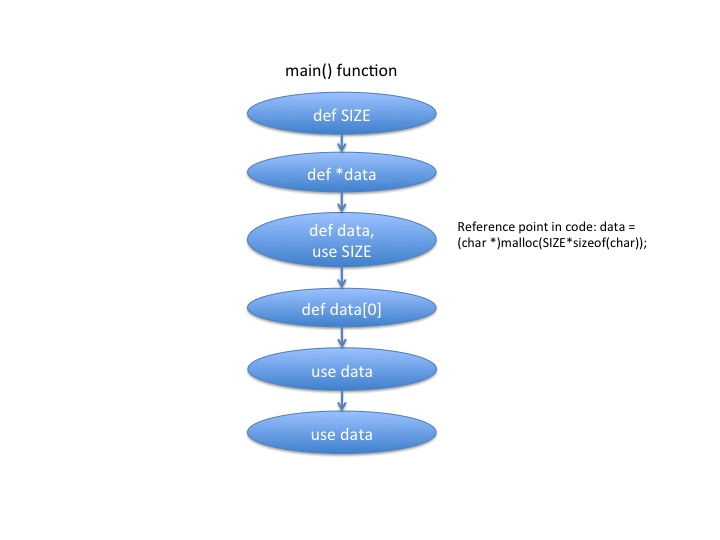 main() function
def SIZE
def *data
def data,
use SIZE
Reference point in code: data =
(char *)malloc(SIZE*sizeof(char));
def data[0]
use data
use data